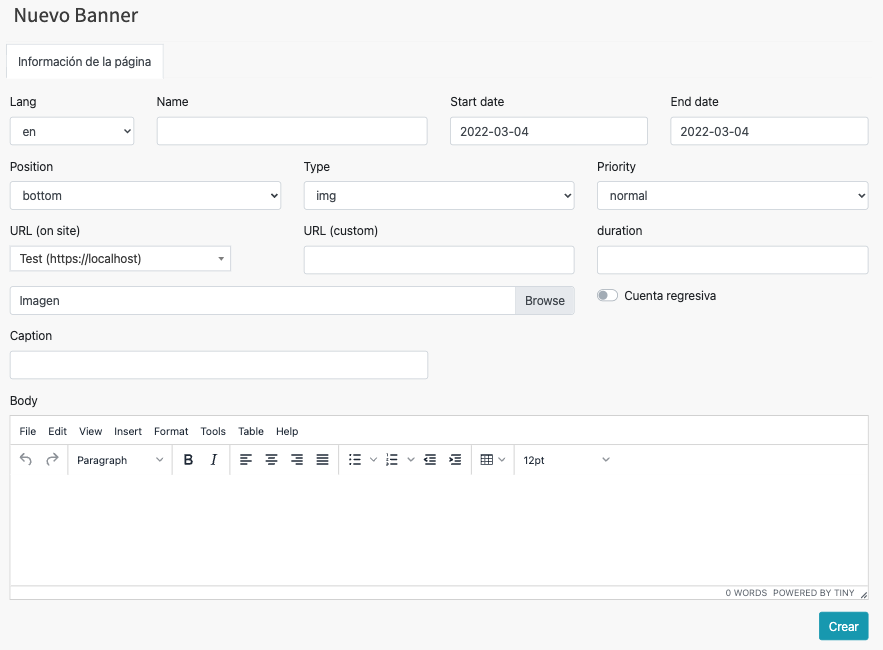 Nuevo Banner
Información de la página
Lang Name Start date End date
en 2022-03-04 2022-03-04
Position Type Priority
bottom img normal
URL (on site) URL (custom) duration
Test (https://localhost)
Imagen Browse Cuenta regresiva
Caption
Body
File Edit View Insert Format Tools Table Help
Paragraph B I 12pt
0 WORDS POWERED BY TINY
Crear